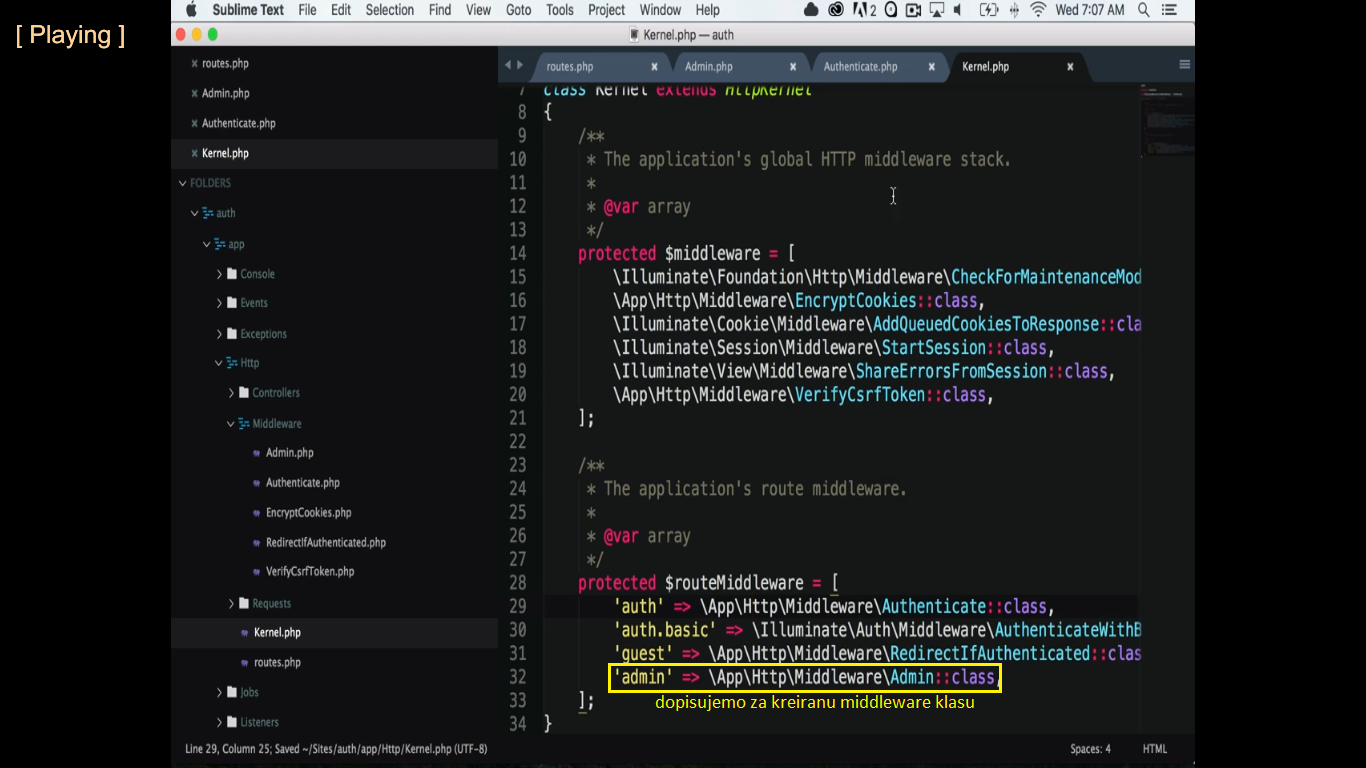 [ Playing ]
Sublime Text File Edit Selection Find View Goto Tools Project Window Help 2 Wed 7:07 AM
Kernel.php — auth
routes.php
Admin.php
Authenticate.php
Kernel.php
FOLDERS
auth
app
Console
Events
Exceptions
Http
Controllers
Middleware
Admin.php
Authenticate.php
EncryptCookies.php
RedirectIfAuthenticated.php
VerifyCsrfToken.php
Requests
Kernel.php
routes.php
Jobs
Listeners
routes.php Admin.php Authenticate.php Kernel.php
7 class Kernel extends HttpKernel
8 {
9 /**
10 * The application's global HTTP middleware stack.
11 *
12 * @var array
13 */
14 protected $middleware = [
15 \Illuminate\Foundation\Http\Middleware\CheckForMaintenanceMod
16 \App\Http\Middleware\EncryptCookies::class,
17 \Illuminate\Cookie\Middleware\AddQueuedCookiesToResponse::cla
18 \Illuminate\Session\Middleware\StartSession::class,
19 \Illuminate\View\Middleware\ShareErrorsFromSession::class,
20 \App\Http\Middleware\VerifyCsrfToken::class,
21 ];
22
23 /**
24 * The application's route middleware.
25 *
26 * @var array
27 */
28 protected $routeMiddleware = [
29 'auth' => \App\Http\Middleware\Authenticate::class,
30 'auth.basic' => \Illuminate\Auth\Middleware\AuthenticateWithB
31 'guest' => \App\Http\Middleware\RedirectIfAuthenticated::clas
32 'admin' => \App\Http\Middleware\Admin::class,
33 ];
dopisujemo za kreiranu middleware klasu
34 }
Line 29, Column 25; Saved ~/Sites/auth/app/Http/Kernel.php (UTF-8) Spaces: 4 HTML